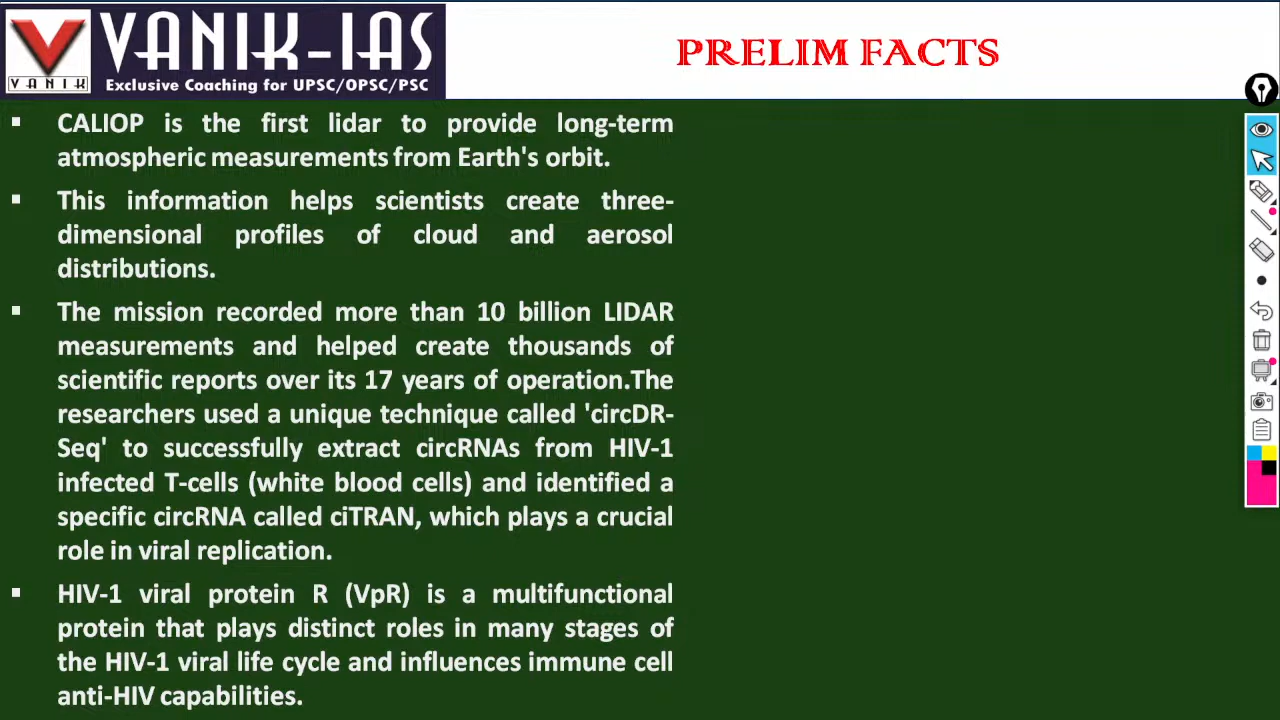 VANIK
VANIK-IAS
Exclusive Coaching for UPSC/OPSC/PSC
PRELIM FACTS
▪ CALIOP is the first lidar to provide long-term
atmospheric measurements from Earth's orbit.
▪ This information helps scientists create three-
dimensional profiles of cloud and aerosol
distributions.
▪ The mission recorded more than 10 billion LIDAR
measurements and helped create thousands of
scientific reports over its 17 years of operation.The
researchers used a unique technique called 'circDR-
Seq' to successfully extract circRNAs from HIV-1
infected T-cells (white blood cells) and identified a
specific circRNA called ciTRAN, which plays a crucial
role in viral replication.
▪ HIV-1 viral protein R (VpR) is a multifunctional
protein that plays distinct roles in many stages of
the HIV-1 viral life cycle and influences immune cell
anti-HIV capabilities.